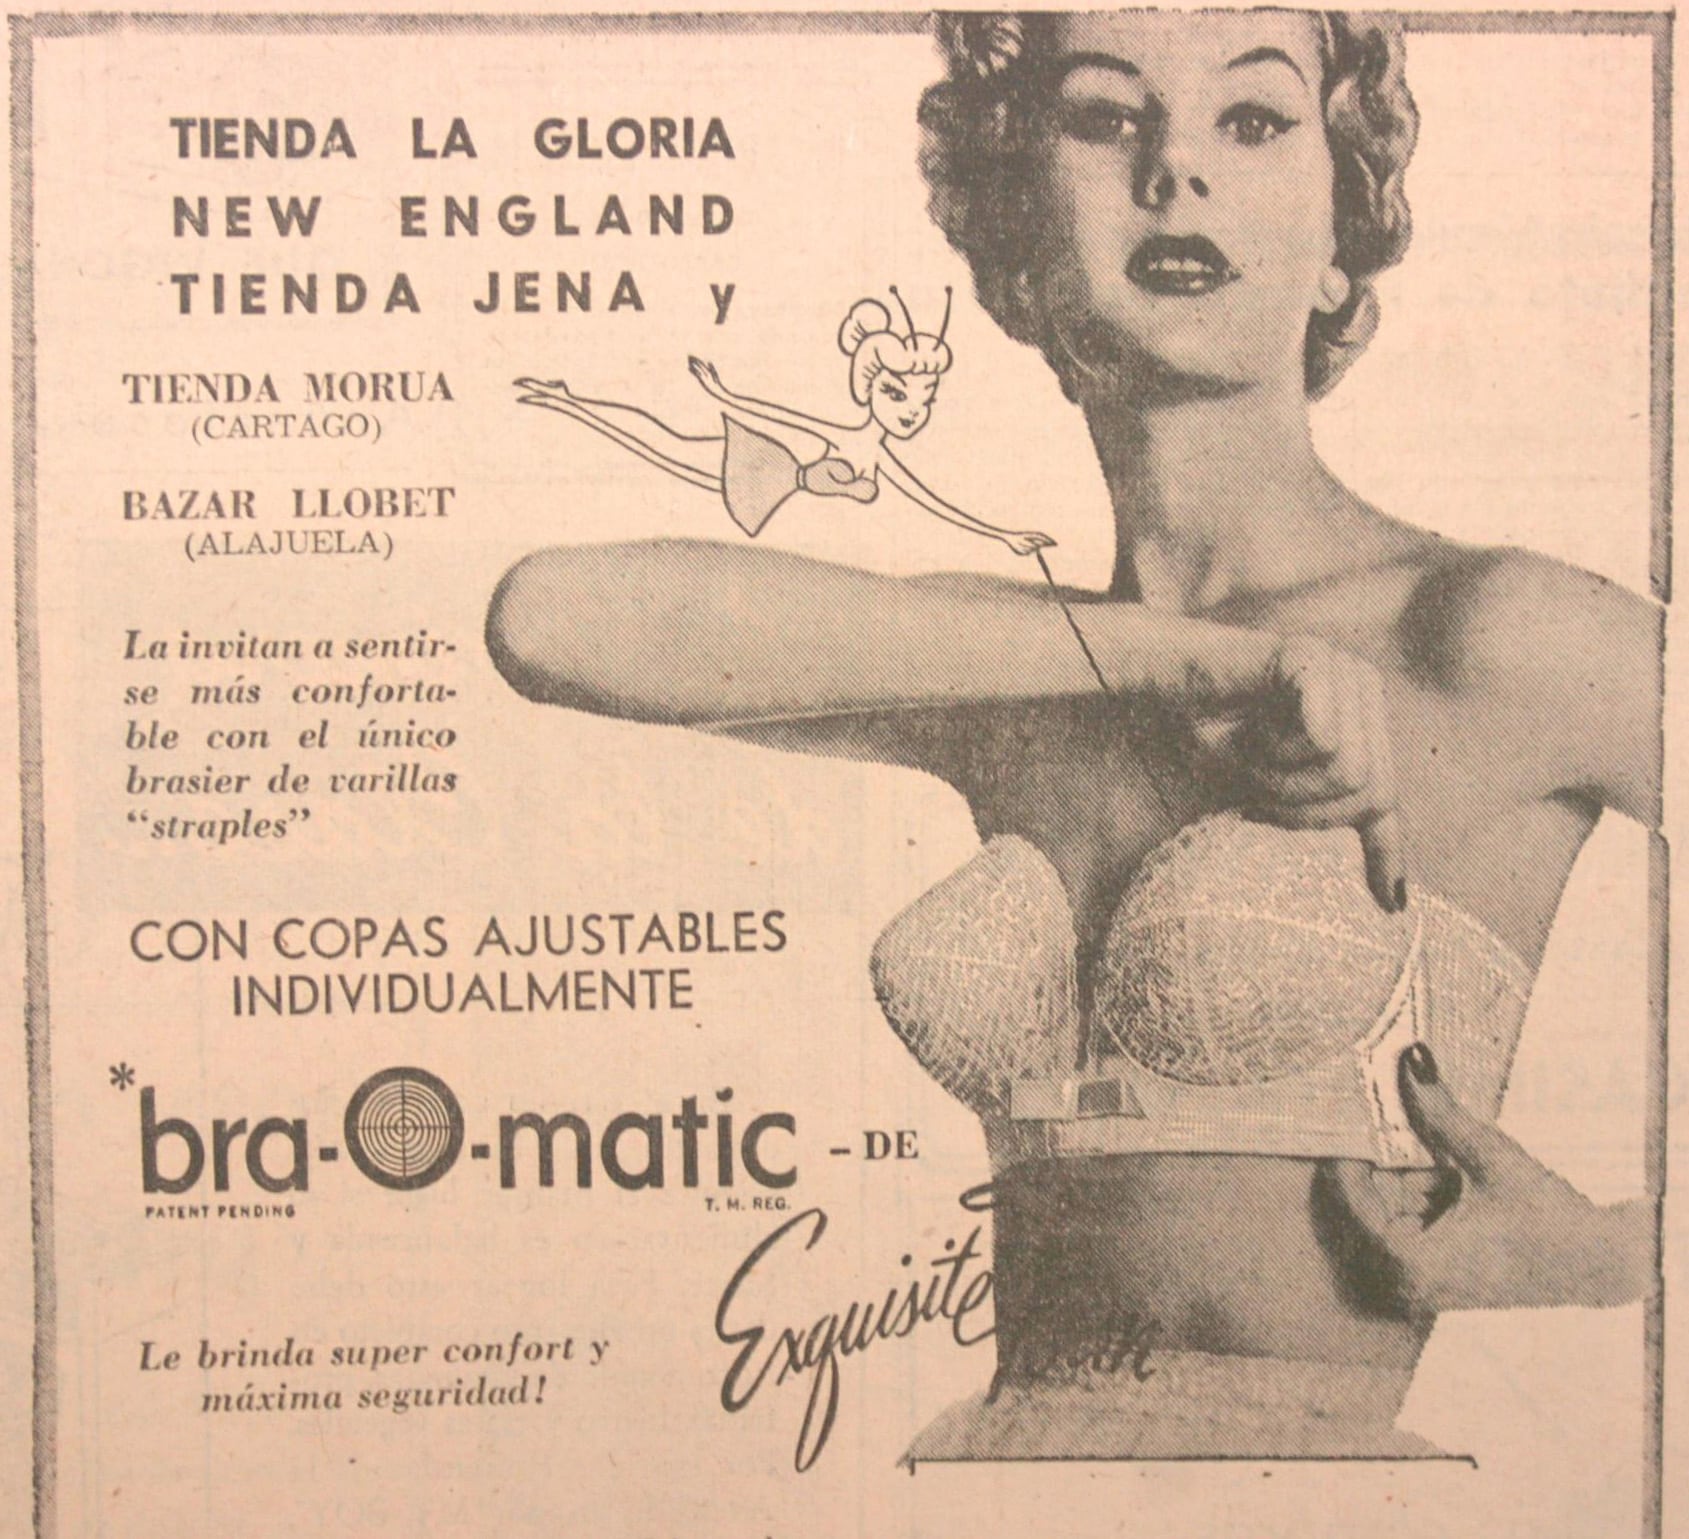 TIENDA LA GLORIA
NEW ENGLAND
TIENDA JENA y
TIENDA MORUA
(CARTAGO)
BAZAR LLOBET
(ALAJUELA)
La invitan a sentir-
se más conforta-
ble con el único
brasier de varillas
“straples”
CON COPAS AJUSTABLES
INDIVIDUALMENTE
*bra-O-matic - DE
PATENT PENDING T. M. REG.
Exquisite Form
Le brinda super confort y
máxima seguridad!